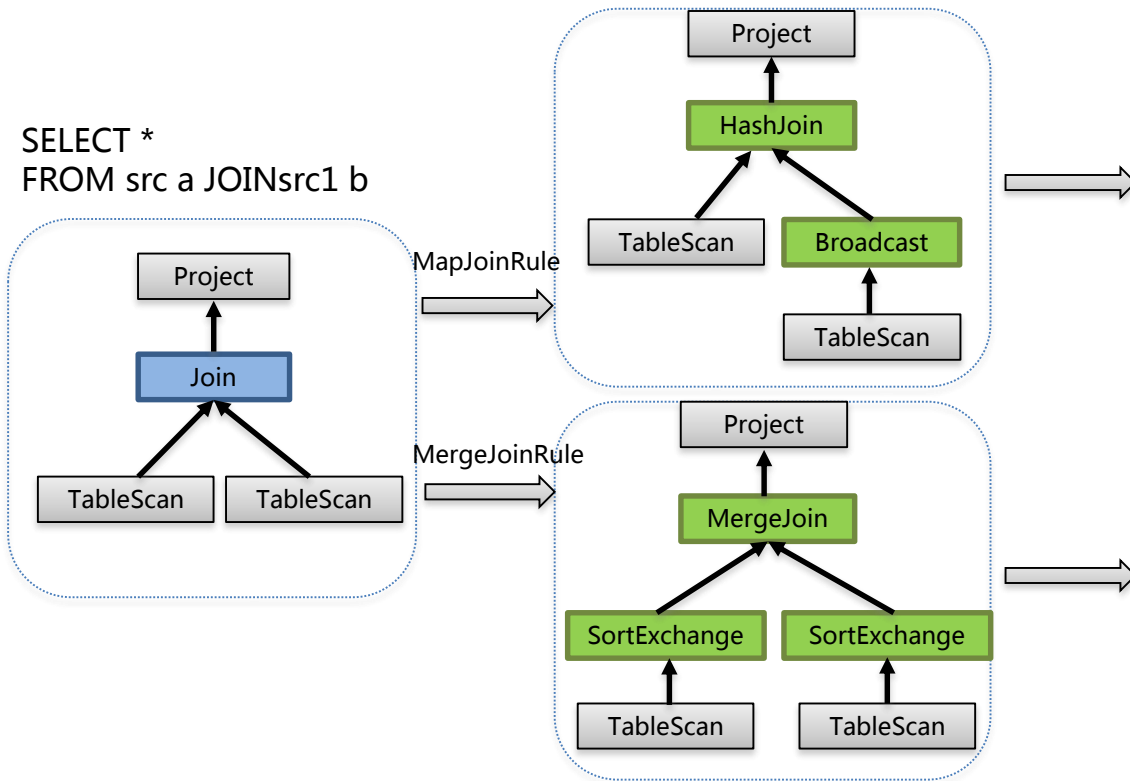 SELECT *
FROM src a JOINsrc1 b
Project
Join
TableScan TableScan
MapJoinRule
MergeJoinRule
Project
HashJoin
TableScan Broadcast
TableScan
Project
MergeJoin
SortExchange SortExchange
TableScan TableScan